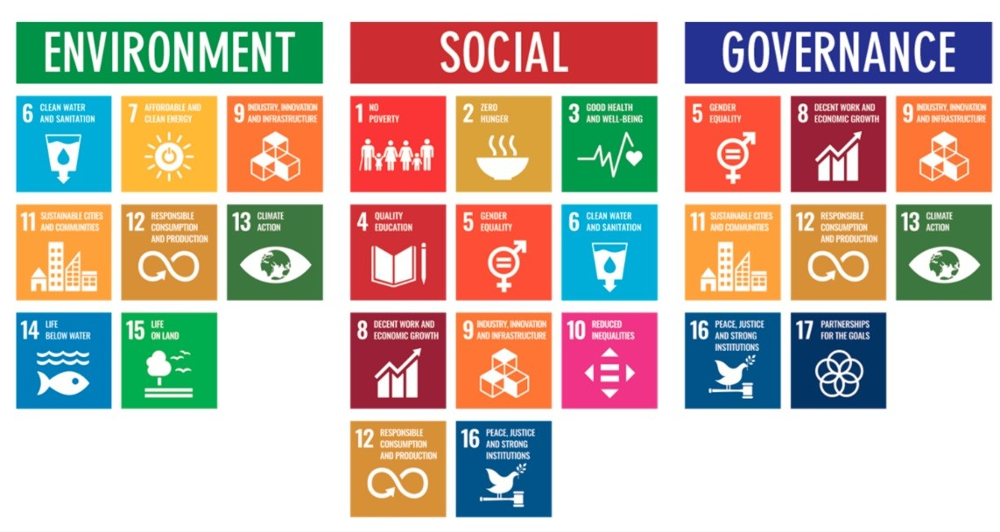 ENVIRONMENT
6 CLEAN WATER
AND SANITATION
7 AFFORDABLE AND
CLEAN ENERGY
9 INDUSTRY, INNOVATION
AND INFRASTRUCTURE
11 SUSTAINABLE CITIES
AND COMMUNITIES
12 RESPONSIBLE
CONSUMPTION
AND PRODUCTION
13 CLIMATE
ACTION
14 LIFE
BELOW WATER
15 LIFE
ON LAND
SOCIAL
1 NO
POVERTY
2 ZERO
HUNGER
3 GOOD HEALTH
AND WELL-BEING
4 QUALITY
EDUCATION
5 GENDER
EQUALITY
6 CLEAN WATER
AND SANITATION
8 DECENT WORK AND
ECONOMIC GROWTH
9 INDUSTRY, INNOVATION
AND INFRASTRUCTURE
10 REDUCED
INEQUALITIES
12 RESPONSIBLE
CONSUMPTION
AND PRODUCTION
16 PEACE, JUSTICE
AND STRONG
INSTITUTIONS
GOVERNANCE
5 GENDER
EQUALITY
8 DECENT WORK AND
ECONOMIC GROWTH
9 INDUSTRY, INNOVATION
AND INFRASTRUCTURE
11 SUSTAINABLE CITIES
AND COMMUNITIES
12 RESPONSIBLE
CONSUMPTION
AND PRODUCTION
13 CLIMATE
ACTION
16 PEACE, JUSTICE
AND STRONG
INSTITUTIONS
17 PARTNERSHIPS
FOR THE GOALS